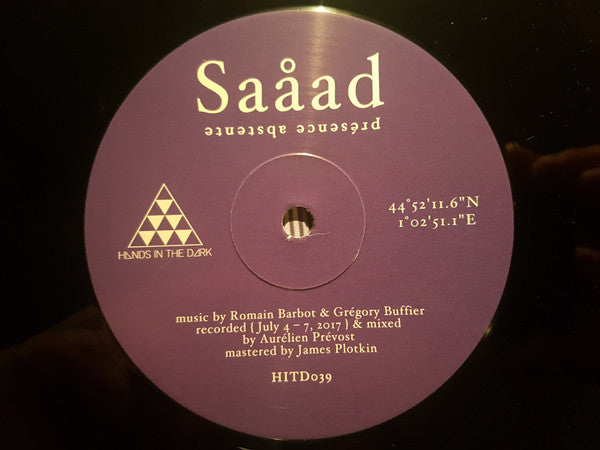 Saåad
présence abstente
44°52'11.6"N
1°02'51.1"E
HANDS IN THE DARK
music by Romain Barbot & Grégory Buffier
recorded { July 4 – 7, 2017 } & mixed
by Aurélien Prévost
mastered by James Plotkin
HITD039